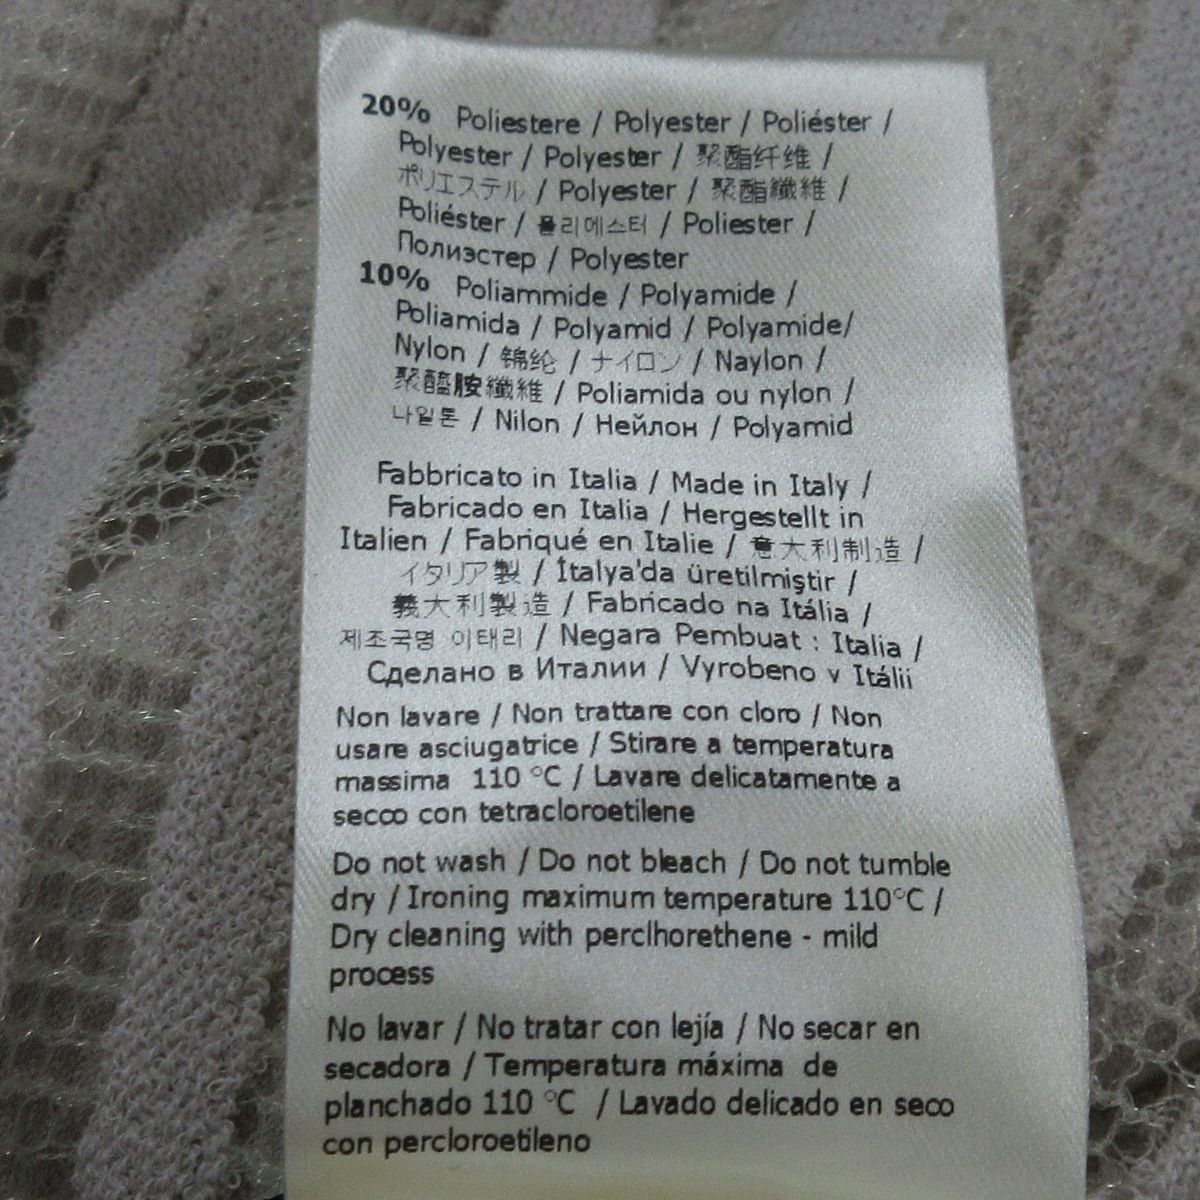 20% Poliestere / Polyester / Poliéster /
Polyester / Polyester / 聚酯纤维 /
ポリエステル / Polyester / 聚酯纖維 /
Poliéster / 폴리에스터 / Poliester /
Полиэстер / Polyester
10% Poliammide / Polyamide /
Poliamida / Polyamid / Polyamide/
Nylon / 锦纶 / ナイロン / Naylon /
聚醯胺纖維 / Poliamida ou nylon /
나일론 / Nilon / Нейлон / Polyamid
Fabbricato in Italia / Made in Italy /
Fabricado en Italia / Hergestellt in
Italien / Fabriqué en Italie / 意大利制造 /
イタリア製 / İtalya'da üretilmiştir /
義大利製造 / Fabricado na Itália /
제조국명 이태리 / Negara Pembuat : Italia /
Сделано в Италии / Vyrobeno v Itálii
Non lavare / Non trattare con cloro / Non
usare asciugatrice / Stirare a temperatura
massima 110 °C / Lavare delicatamente a
secco con tetracloroetilene
Do not wash / Do not bleach / Do not tumble
dry / Ironing maximum temperature 110°C /
Dry cleaning with perclhorethene - mild
process
No lavar / No tratar con lejía / No secar en
secadora / Temperatura máxima de
planchado 110 °C / Lavado delicado en seco
con percloroetileno